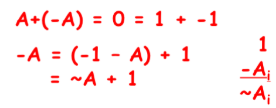 A+(-A) = 0 = 1 + -1
-A = (-1 - A) + 1
= ~A + 1
1
-Ai
~Ai